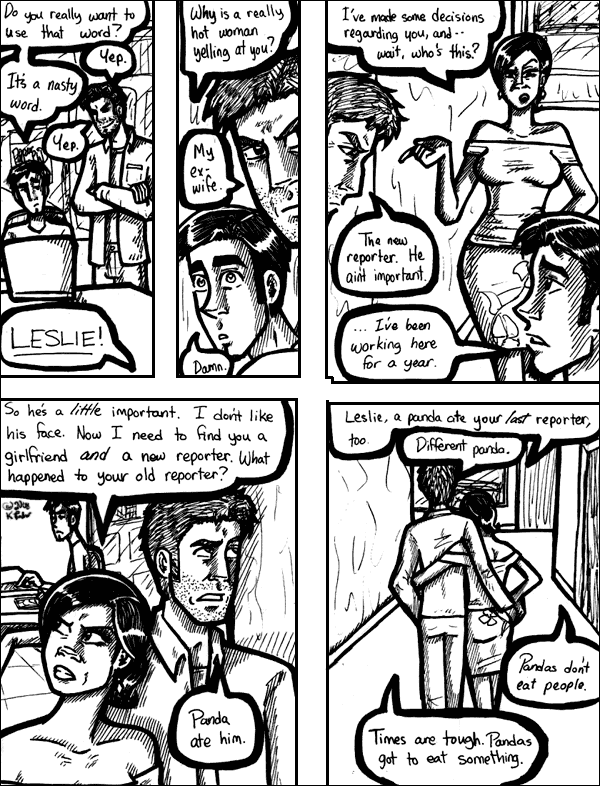 Do you really want to
use that word?
Yep.
It's a nasty
word.
Yep.
LESLIE!
Why is a really
hot woman
yelling at you?
My
ex-
wife.
Damn.
I've made some decisions
regarding you, and--
wait, who's this?
The new
reporter. He
ain't important.
... I've been
working here
for a year.
So he's a little important. I don't like
his face. Now I need to find you a
girlfriend and a new reporter. What
happened to your old reporter?
Panda
ate him.
Leslie, a panda ate your last reporter,
too.
Different panda.
Pandas don't
eat people.
Times are tough. Pandas
got to eat something.